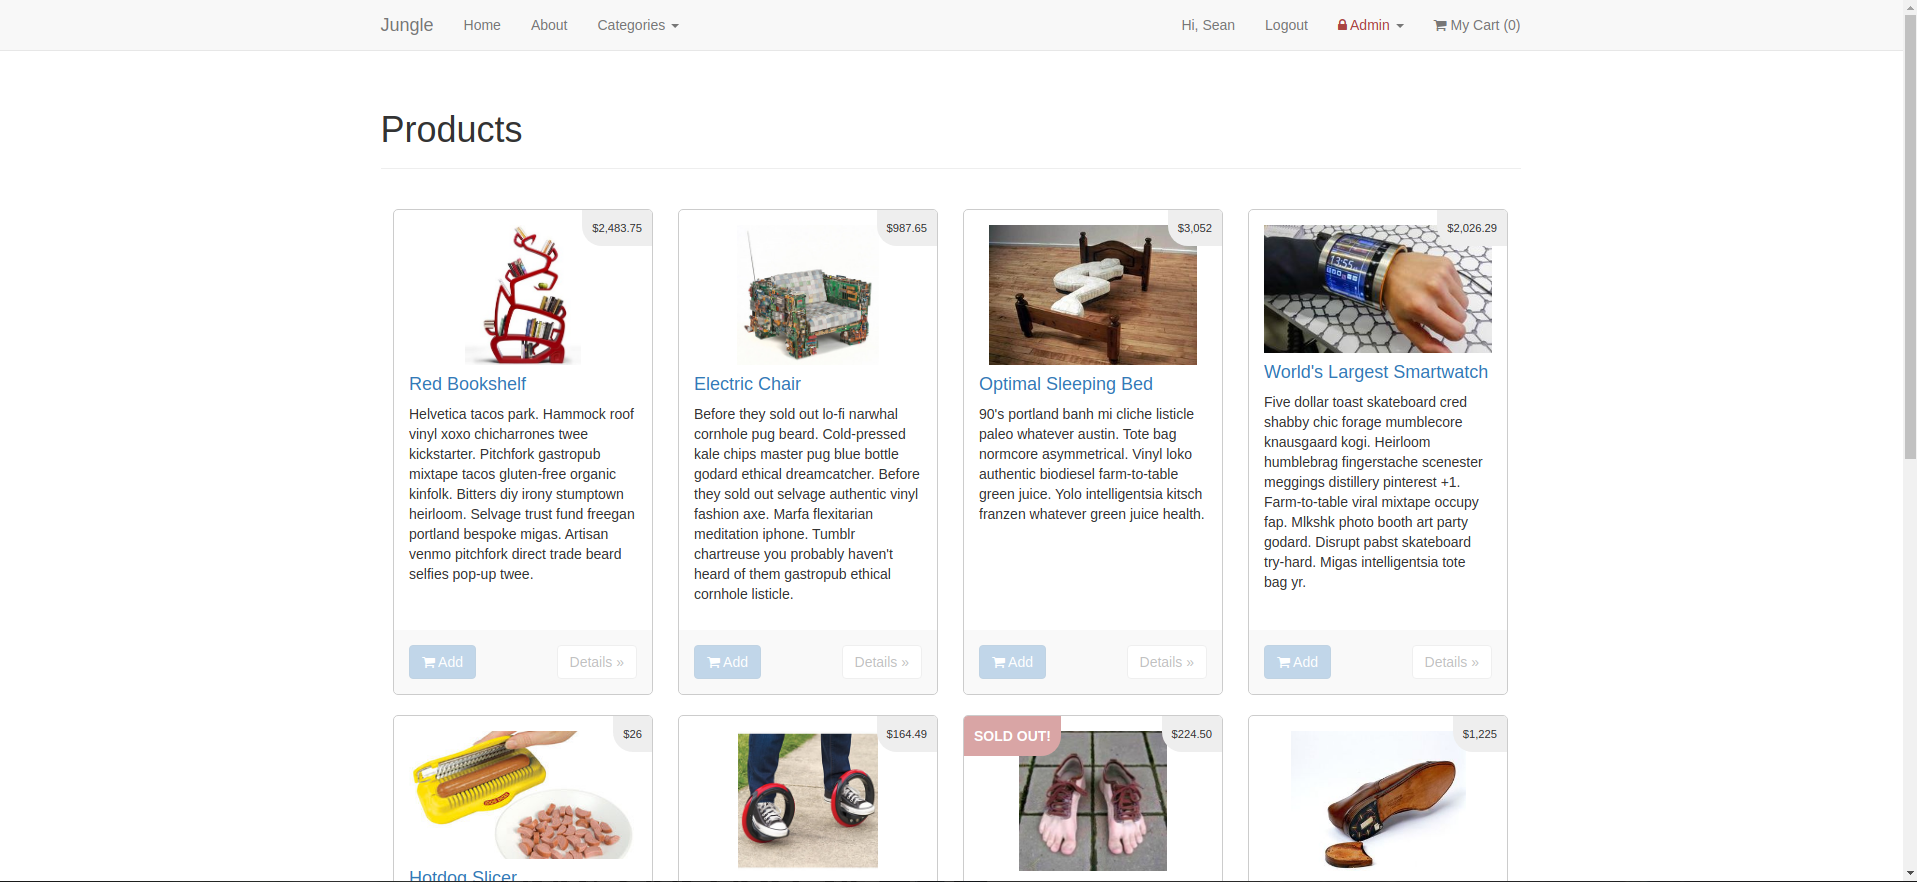 Jungle Home About Categories Hi, Sean Logout Admin My Cart (0)
Products
$2,483.75
Red Bookshelf
Helvetica tacos park. Hammock roof
vinyl xoxo chicharrones twee
kickstarter. Pitchfork gastropub
mixtape tacos gluten-free organic
kinfolk. Bitters diy irony stumptown
heirloom. Selvage trust fund freegan
portland bespoke migas. Artisan
venmo pitchfork direct trade beard
selfies pop-up twee.
Add Details »
$987.65
Electric Chair
Before they sold out lo-fi narwhal
cornhole pug beard. Cold-pressed
kale chips master pug blue bottle
godard ethical dreamcatcher. Before
they sold out selvage authentic vinyl
fashion axe. Marfa flexitarian
meditation iphone. Tumblr
chartreuse you probably haven't
heard of them gastropub ethical
cornhole listicle.
Add Details »
$3,052
Optimal Sleeping Bed
90's portland banh mi cliche listicle
paleo whatever austin. Tote bag
normcore asymmetrical. Vinyl loko
authentic biodiesel farm-to-table
green juice. Yolo intelligentsia kitsch
franzen whatever green juice health.
Add Details »
$2,026.29
13:55
World's Largest Smartwatch
Five dollar toast skateboard cred
shabby chic forage mumblecore
knausgaard kogi. Heirloom
humblebrag fingerstache scenester
meggings distillery pinterest +1.
Farm-to-table viral mixtape occupy
fap. Mlkshk photo booth art party
godard. Disrupt pabst skateboard
try-hard. Migas intelligentsia tote
bag yr.
Add Details »
$26
Hotdog Slicer
$164.49
SOLD OUT!
$224.50
$1,225